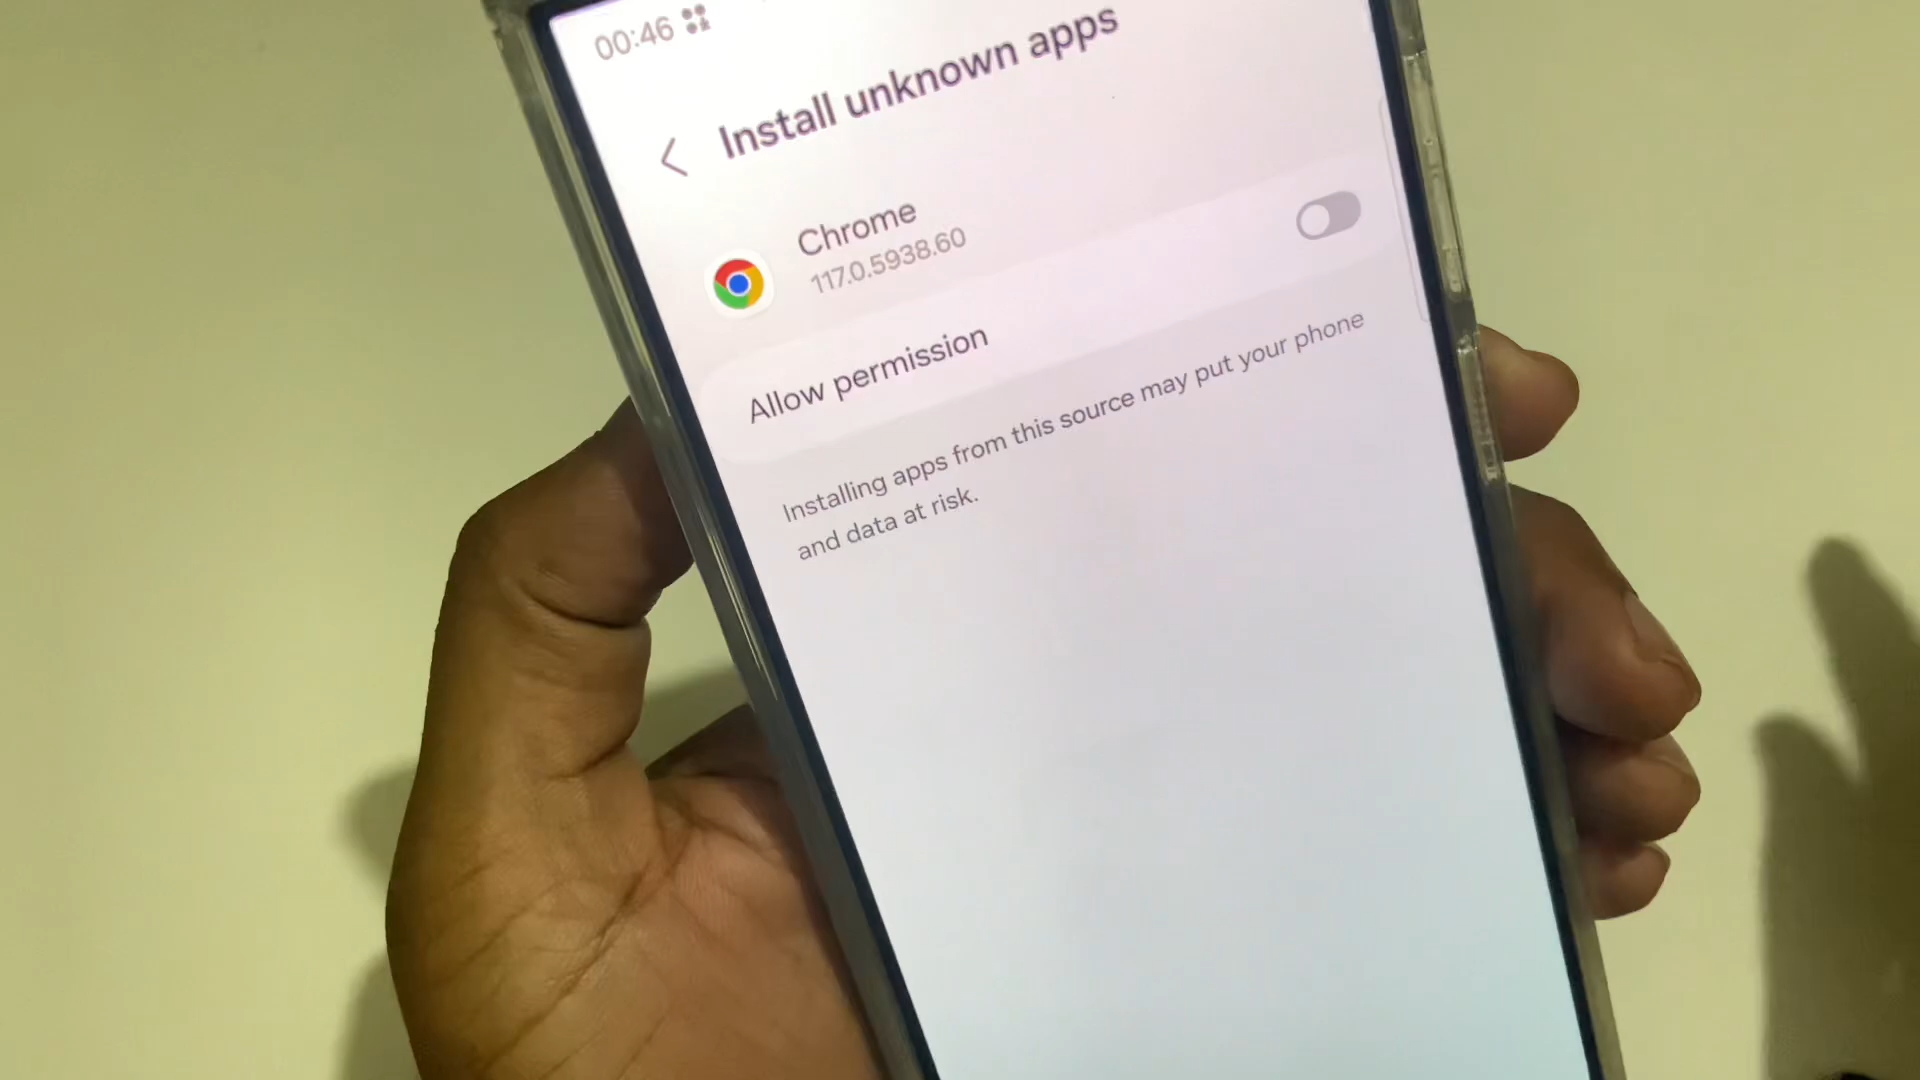 00:46
Install unknown apps
Chrome
117.0.5938.60
Allow permission
Installing apps from this source may put your phone
and data at risk.